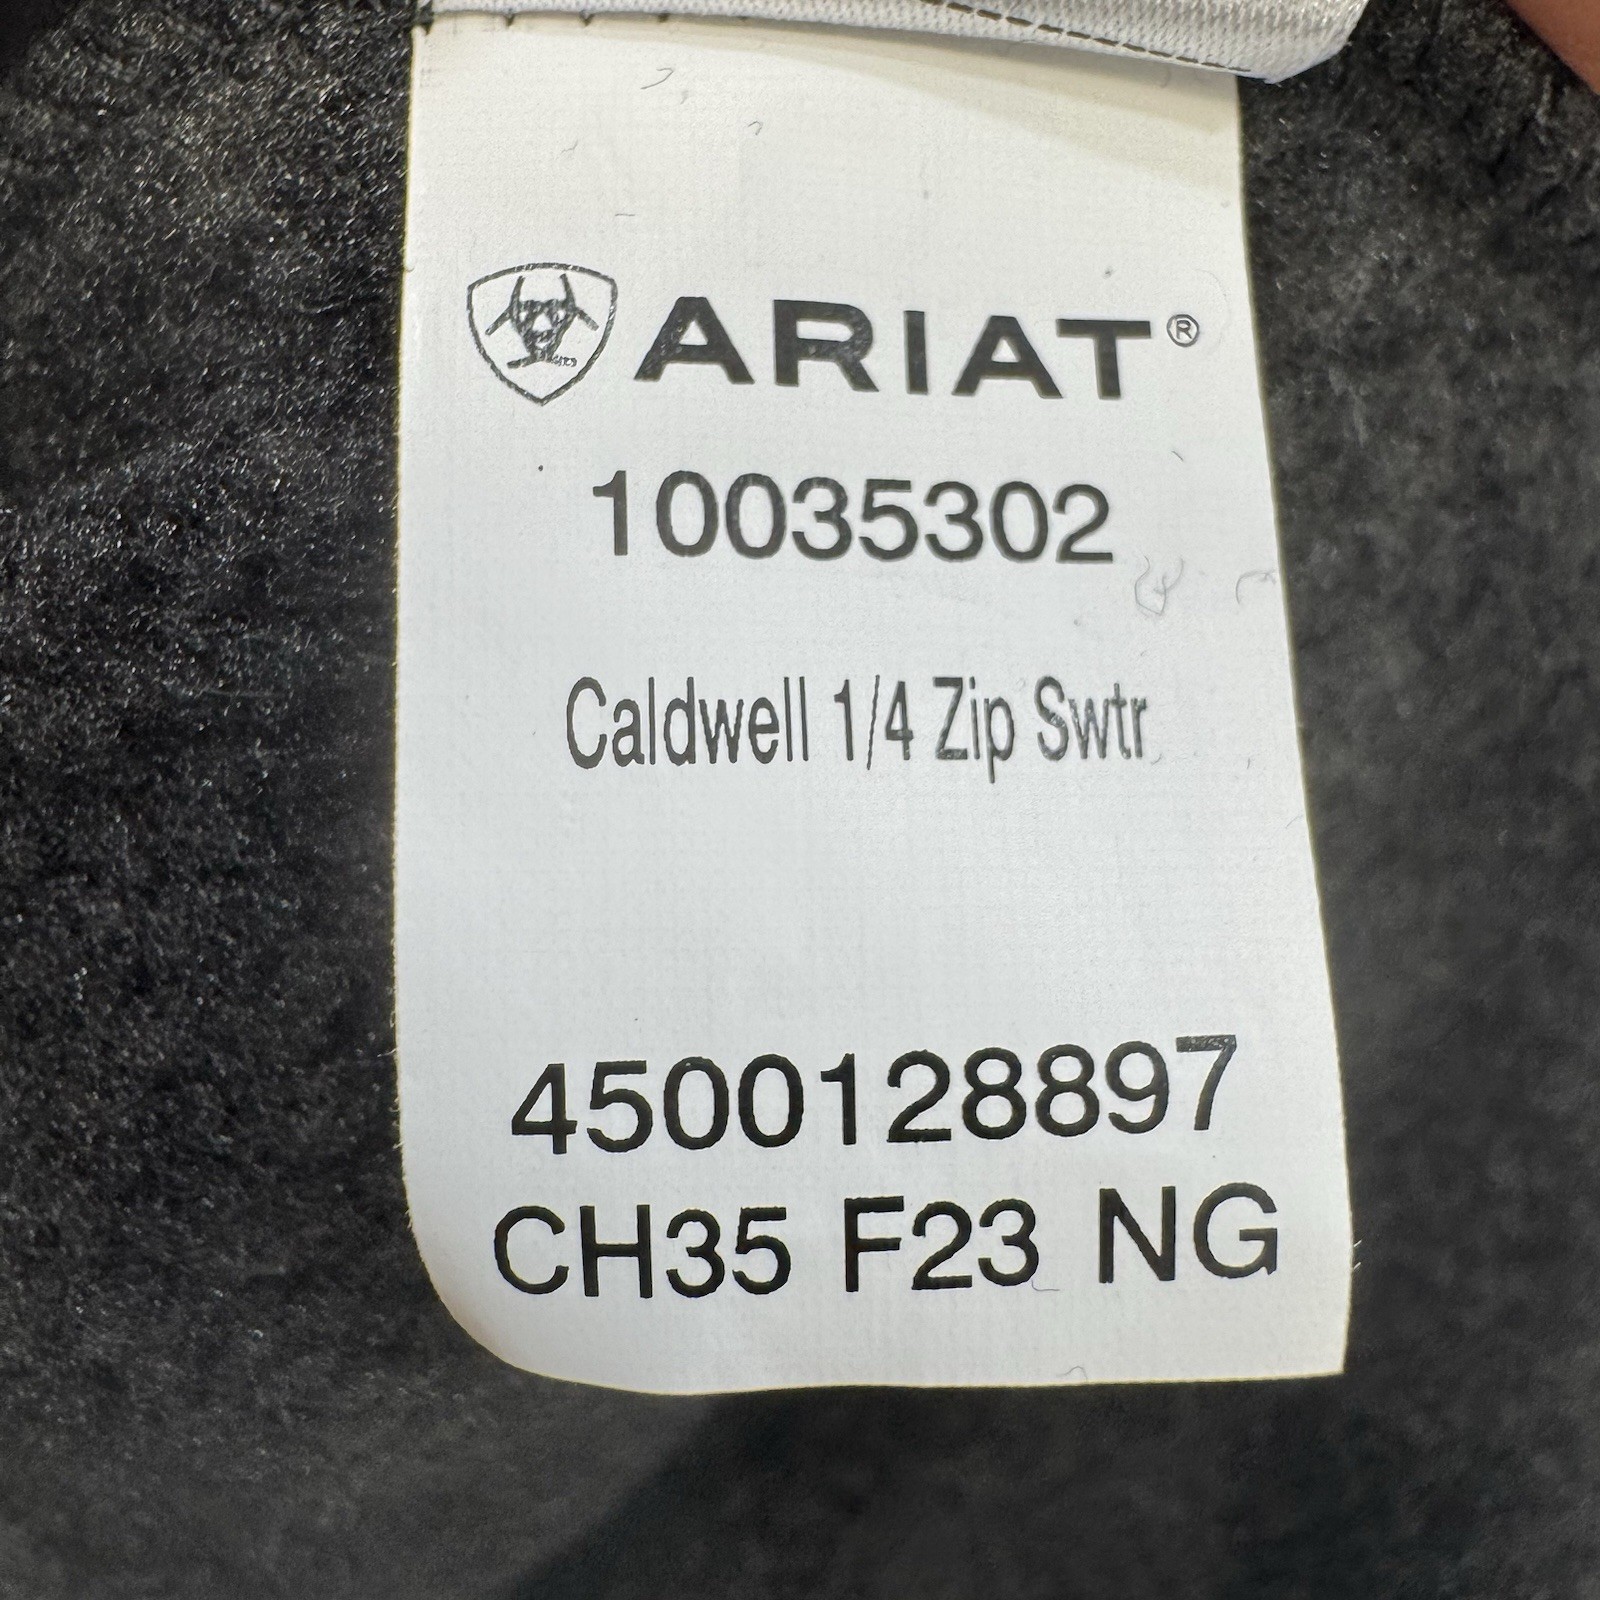 ARIAT®
10035302
Caldwell 1/4 Zip Swtr
4500128897
CH35 F23 NG